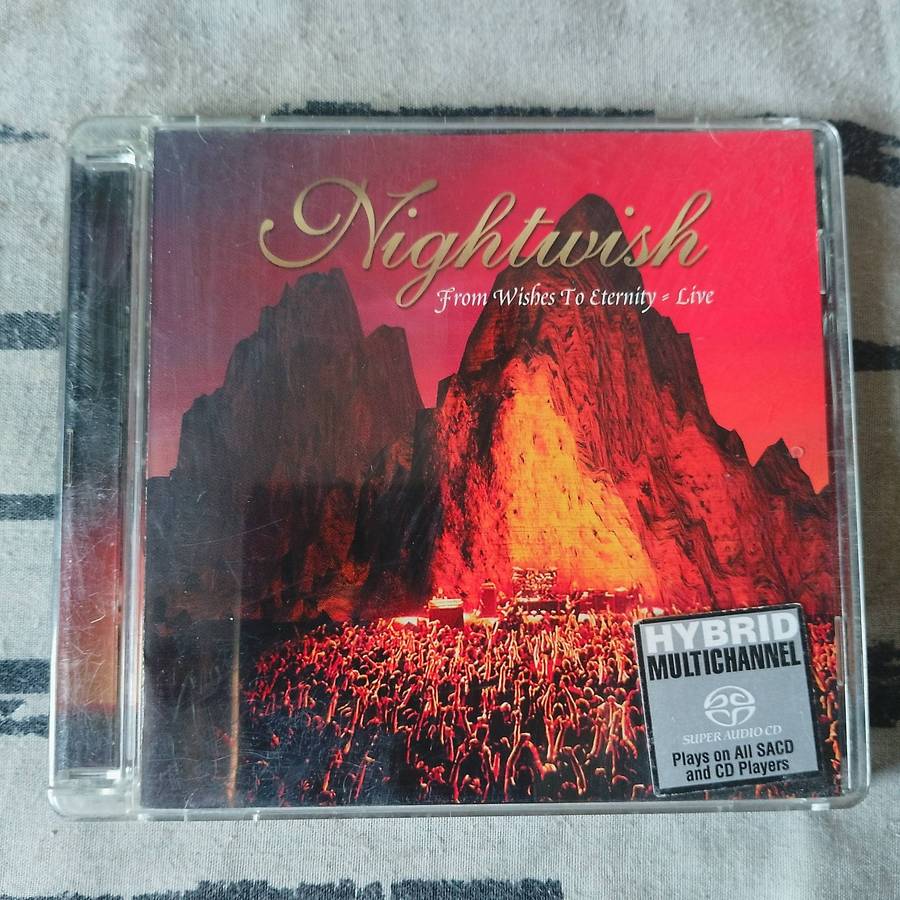 Nightwish
From Wishes To Eternity - Live
HYBRID
MULTICHANNEL
SUPER AUDIO CD
Plays on All SACD
and CD Players